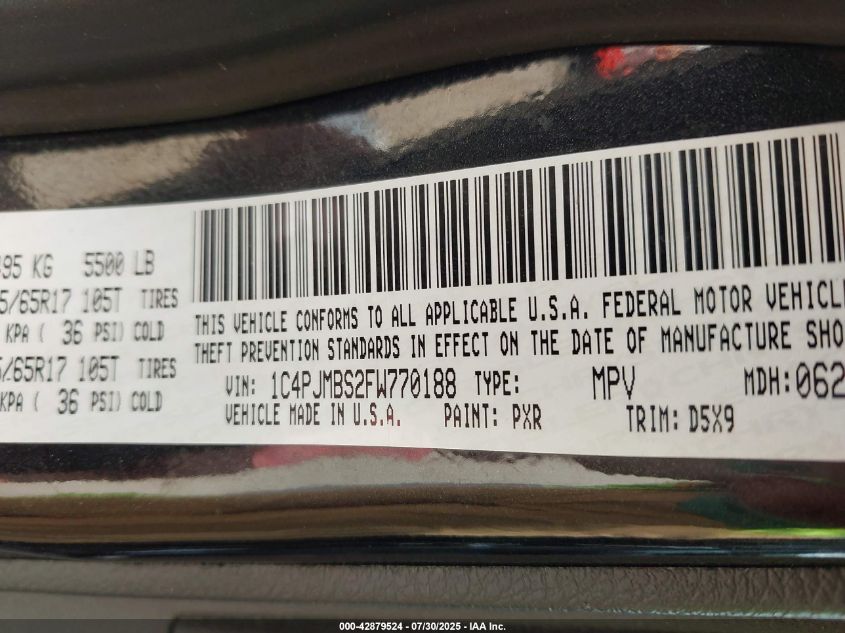 495 KG 5500 LB
5/65R17 105T TIRES
KPA ( 36 PSI) COLD
5/65R17 105T TIRES
KPA ( 36 PSI) COLD
THIS VEHICLE CONFORMS TO ALL APPLICABLE U.S.A. FEDERAL MOTOR VEHICL
THEFT PREVENTION STANDARDS IN EFFECT ON THE DATE OF MANUFACTURE SHO
VIN: 1C4PJMBS2FW770188 TYPE: MPV MDH:062
VEHICLE MADE IN U.S.A. PAINT: PXR TRIM: D5X9
000-42879524 | 07/30/2025 - IAA Inc.